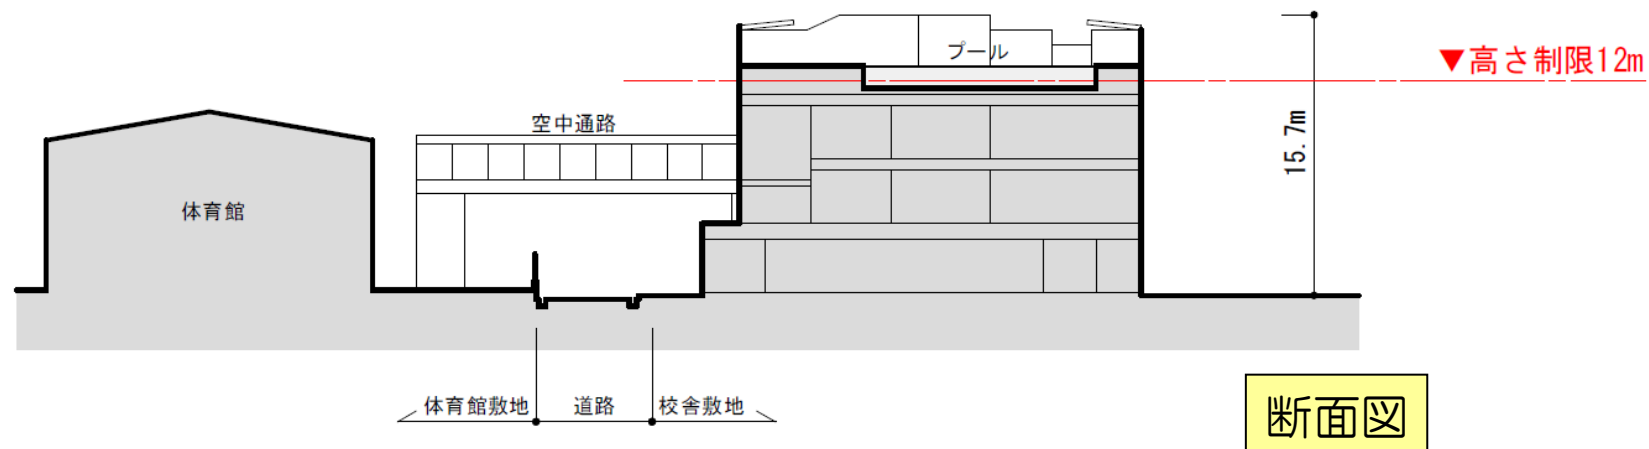 プール
▼高さ制限12m
空中通路
15.7m
体育館
体育館敷地
道路
校舎敷地
断面図